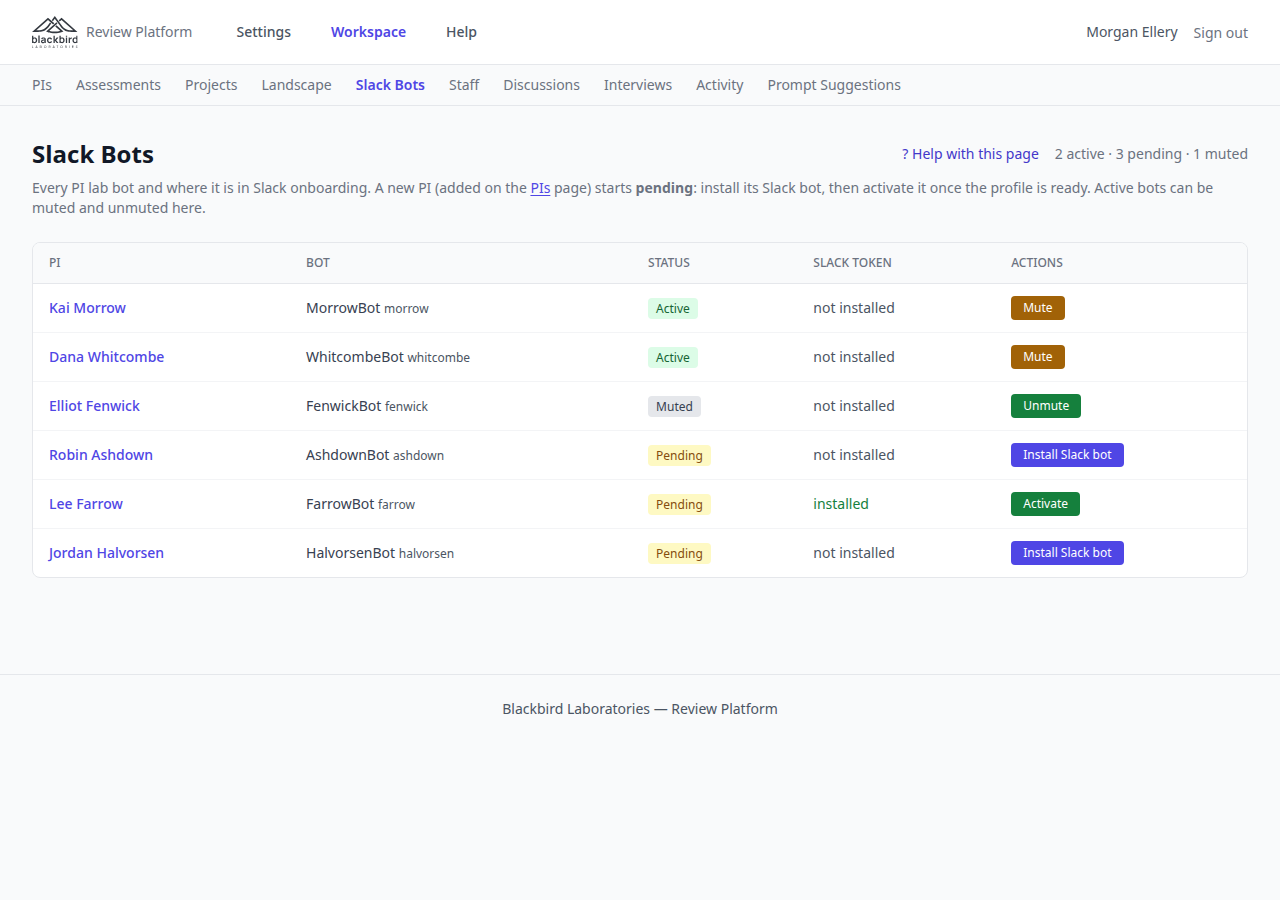 blackbird
LABORATORIES
Review Platform
Settings
Workspace
Help
Morgan Ellery
Sign out
PIs
Assessments
Projects
Landscape
Slack Bots
Staff
Discussions
Interviews
Activity
Prompt Suggestions
Slack Bots
? Help with this page
2 active · 3 pending · 1 muted
Every PI lab bot and where it is in Slack onboarding. A new PI (added on the PIs page) starts pending: install its Slack bot, then activate it once the profile is ready. Active bots can be
muted and unmuted here.
PI BOT STATUS SLACK TOKEN ACTIONS
Kai Morrow MorrowBot morrow Active not installed Mute
Dana Whitcombe WhitcombeBot whitcombe Active not installed Mute
Elliot Fenwick FenwickBot fenwick Muted not installed Unmute
Robin Ashdown AshdownBot ashdown Pending not installed Install Slack bot
Lee Farrow FarrowBot farrow Pending installed Activate
Jordan Halvorsen HalvorsenBot halvorsen Pending not installed Install Slack bot
Blackbird Laboratories — Review Platform